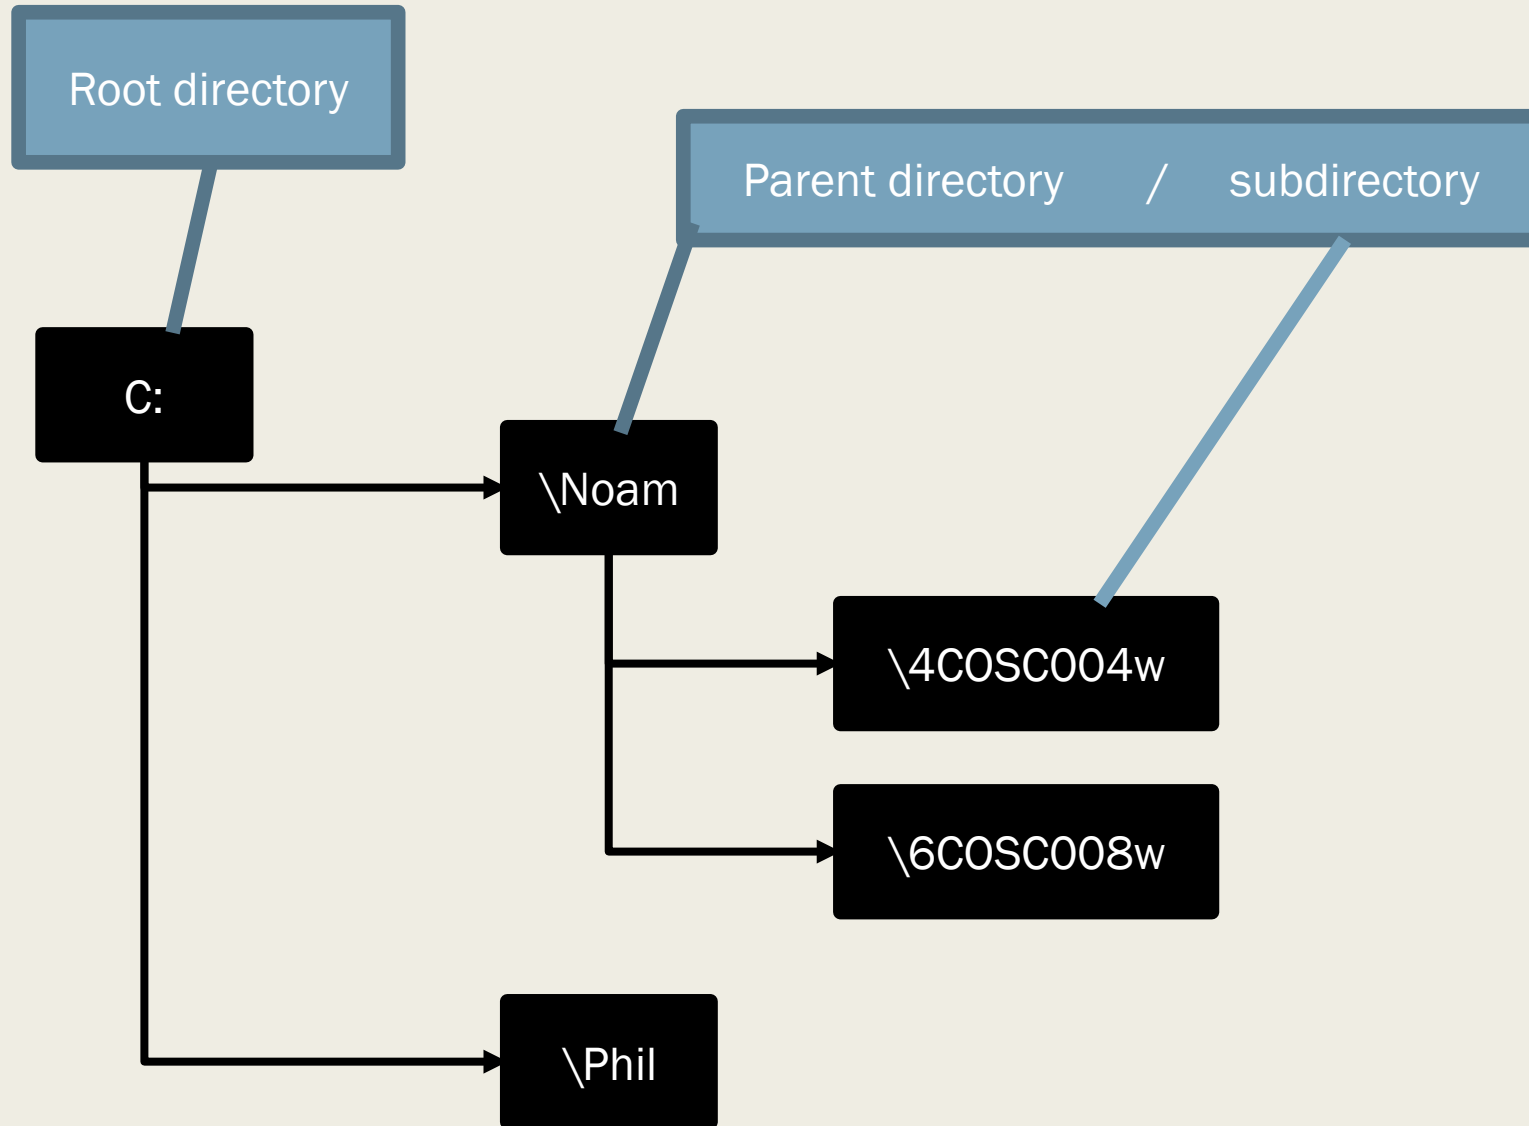 Root directory
Parent directory / subdirectory
C:
\Noam
\4COSC004w
\6COSC008w
\Phil